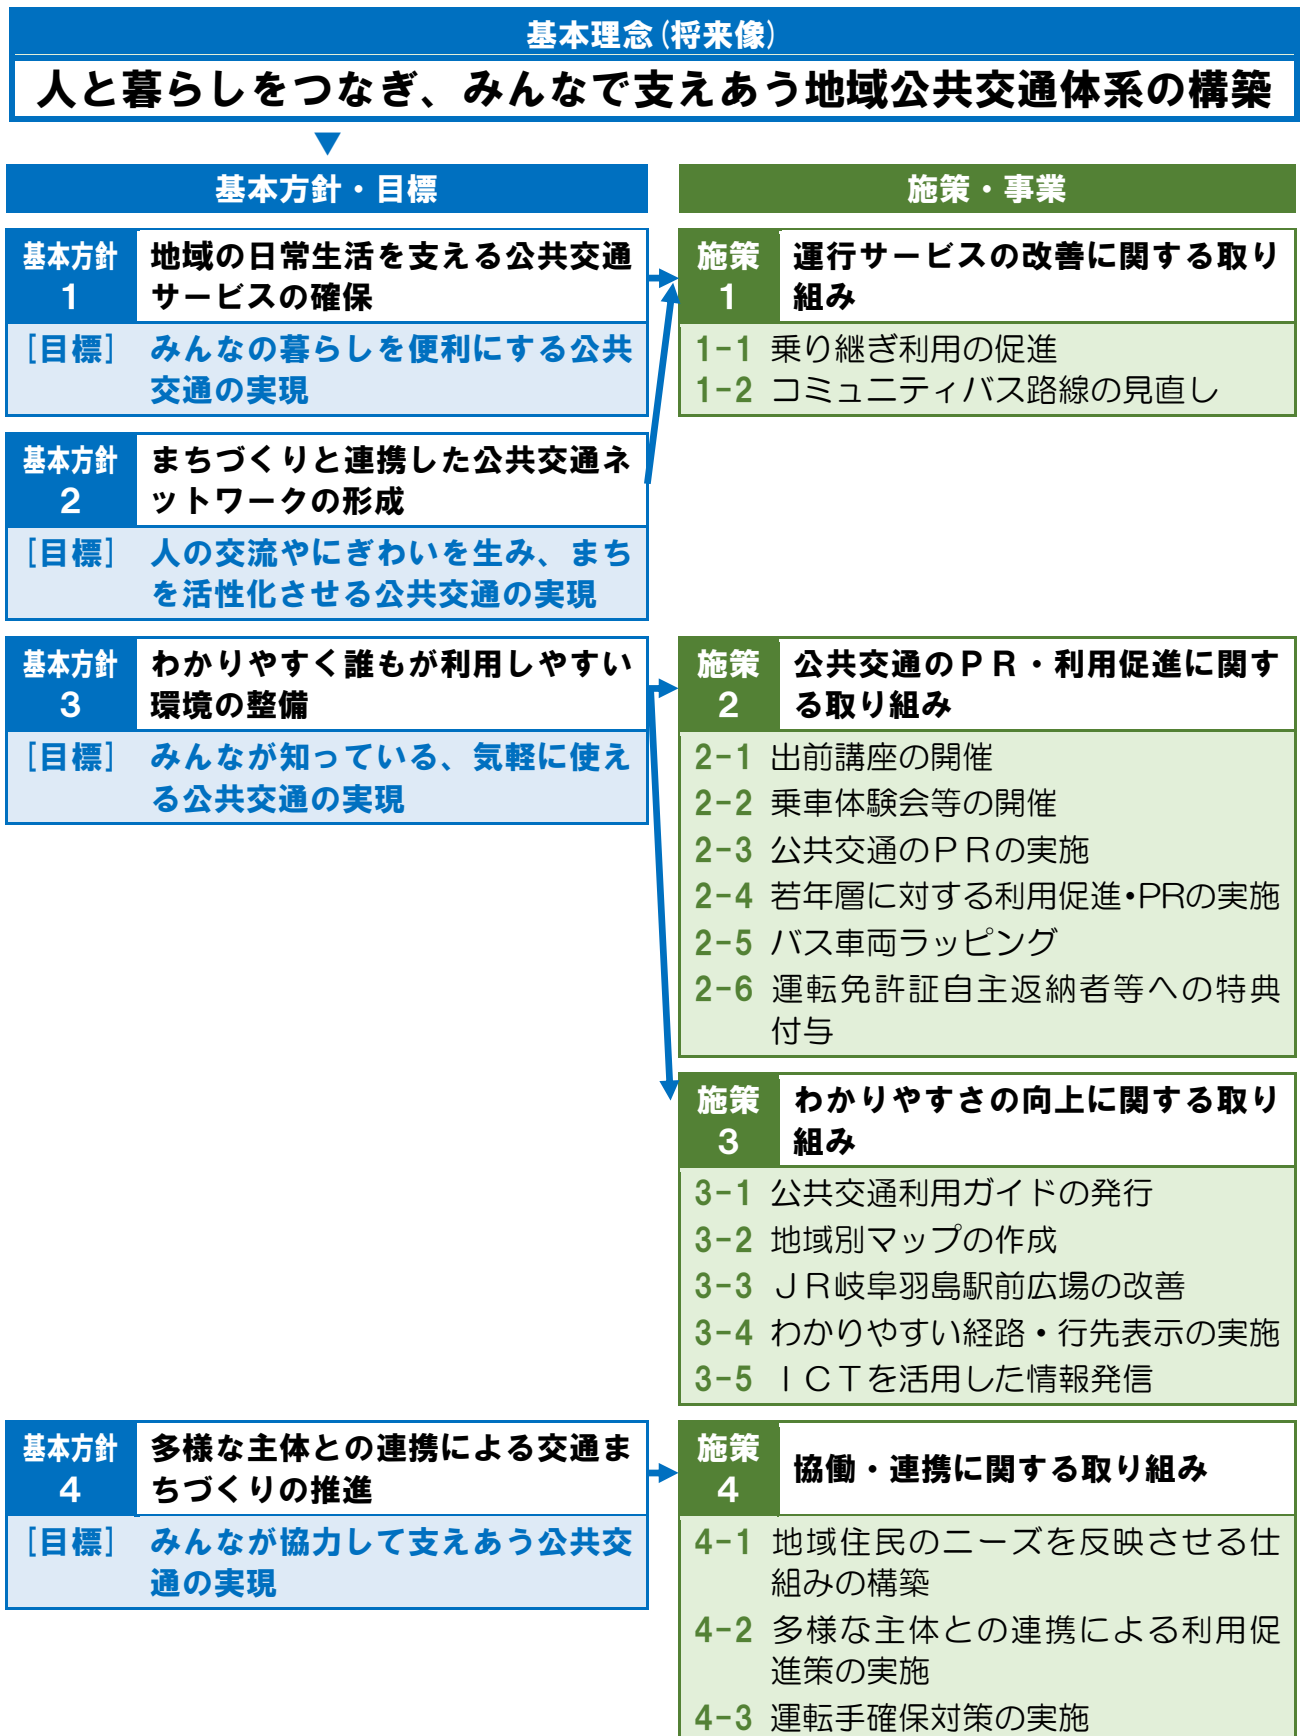 基本理念(将来像)
人と暮らしをつなぎ、みんなで支えあう地域公共交通体系の構築
▼
基本方針・目標
基本方針
1
地域の日常生活を支える公共交通
サービスの確保
[目標]
みんなの暮らしを便利にする公共
交通の実現
基本方針
2
まちづくりと連携した公共交通ネ
ットワークの形成
[目標]
人の交流やにぎわいを生み、まち
を活性化させる公共交通の実現
基本方針
3
わかりやすく誰もが利用しやすい
環境の整備
[目標]
みんなが知っている、気軽に使え
る公共交通の実現
基本方針
4
多様な主体との連携による交通ま
ちづくりの推進
[目標]
みんなが協力して支えあう公共交
通の実現
施策・事業
施策
1
運行サービスの改善に関する取り
組み
1-1 乗り継ぎ利用の促進
1-2 コミュニティバス路線の見直し
施策
2
公共交通のＰＲ・利用促進に関す
る取り組み
2-1 出前講座の開催
2-2 乗車体験会等の開催
2-3 公共交通のＰＲの実施
2-4 若年層に対する利用促進・PRの実施
2-5 バス車両ラッピング
2-6 運転免許証自主返納者等への特典
付与
施策
3
わかりやすさの向上に関する取り
組み
3-1 公共交通利用ガイドの発行
3-2 地域別マップの作成
3-3 ＪＲ岐阜羽島駅前広場の改善
3-4 わかりやすい経路・行先表示の実施
3-5 ＩＣＴを活用した情報発信
施策
4
協働・連携に関する取り組み
4-1 地域住民のニーズを反映させる仕
組みの構築
4-2 多様な主体との連携による利用促
進策の実施
4-3 運転手確保対策の実施